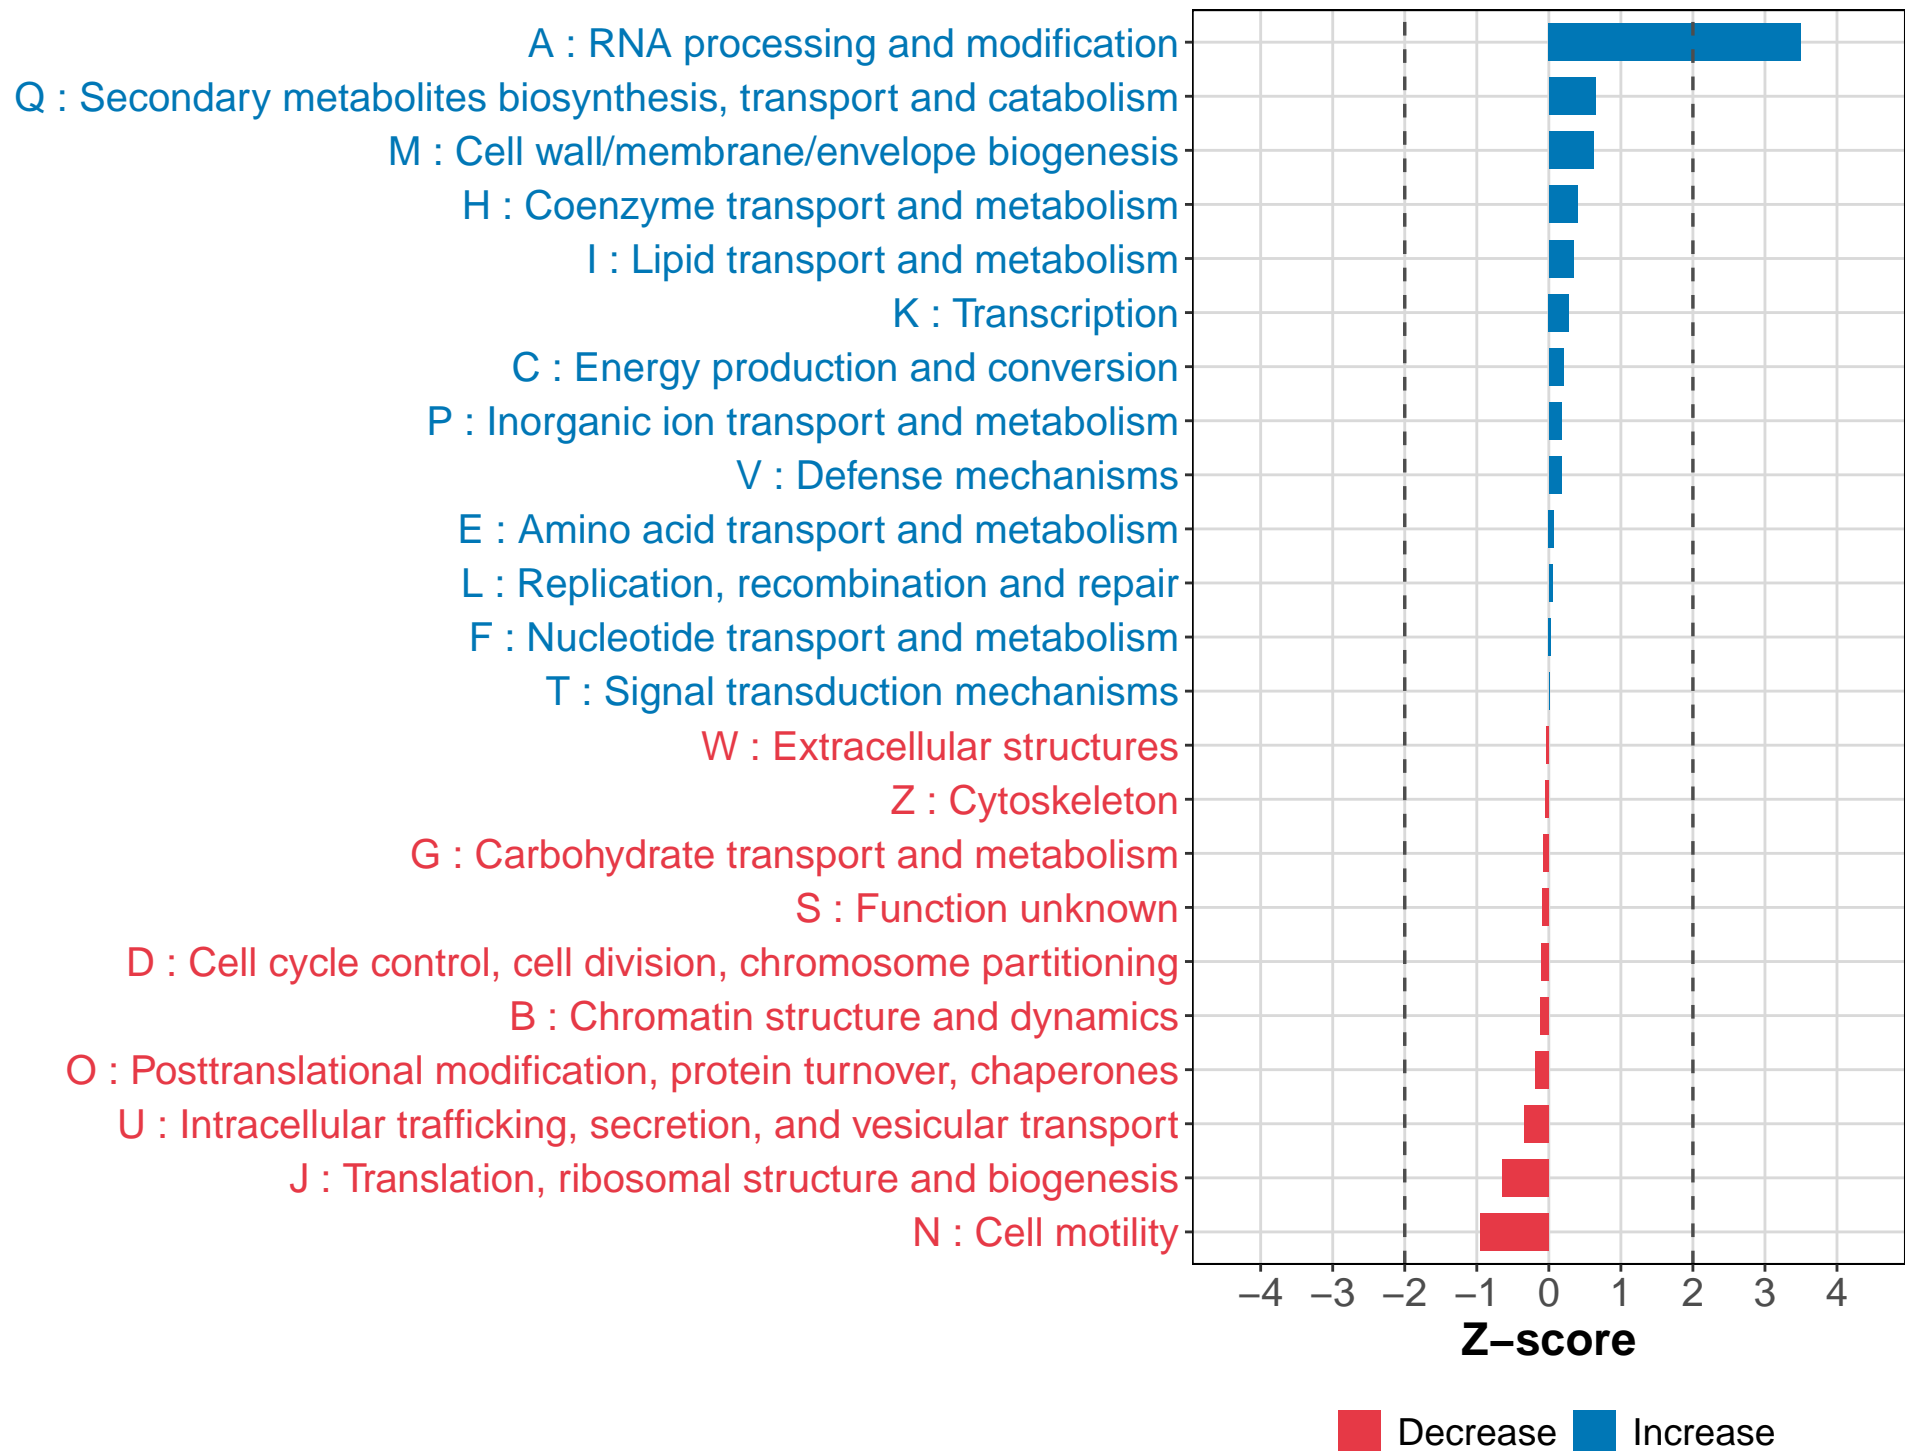 A : RNA processing and modification
Q : Secondary metabolites biosynthesis, transport and catabolism
M : Cell wall/membrane/envelope biogenesis
H : Coenzyme transport and metabolism
I : Lipid transport and metabolism
K : Transcription
C : Energy production and conversion
P : Inorganic ion transport and metabolism
V : Defense mechanisms
E : Amino acid transport and metabolism
L : Replication, recombination and repair
F : Nucleotide transport and metabolism
T : Signal transduction mechanisms
W : Extracellular structures
Z : Cytoskeleton
G : Carbohydrate transport and metabolism
S : Function unknown
D : Cell cycle control, cell division, chromosome partitioning
B : Chromatin structure and dynamics
O : Posttranslational modification, protein turnover, chaperones
U : Intracellular trafficking, secretion, and vesicular transport
J : Translation, ribosomal structure and biogenesis
N : Cell motility
−4 −3 −2 −1 0 1 2 3 4
Z−score
Decrease Increase